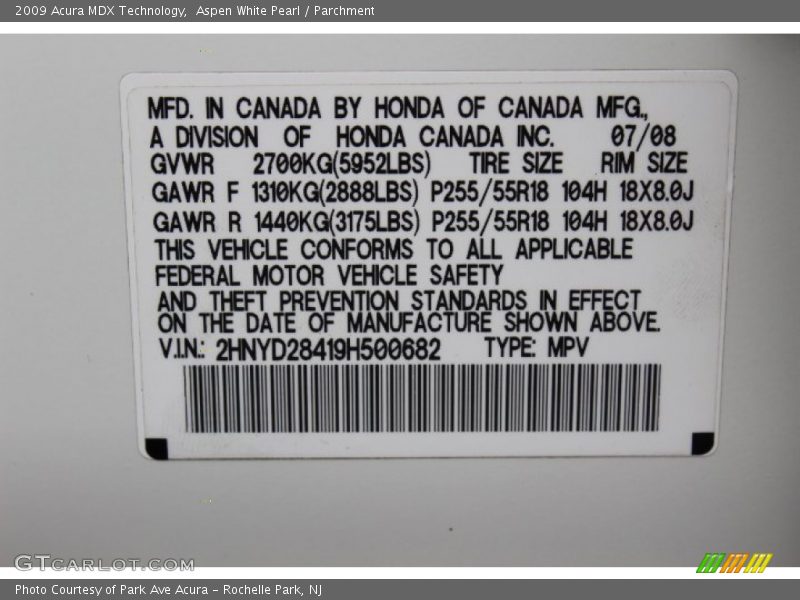 2009 Acura MDX Technology,  Aspen White Pearl / Parchment
MFD. IN CANADA BY HONDA OF CANADA MFG.,
A DIVISION OF HONDA CANADA INC. 07/08
GVWR 2700KG(5952LBS) TIRE SIZE RIM SIZE
GAWR F 1310KG(2888LBS) P255/55R18 104H 18X8.0J
GAWR R 1440KG(3175LBS) P255/55R18 104H 18X8.0J
THIS VEHICLE CONFORMS TO ALL APPLICABLE
FEDERAL MOTOR VEHICLE SAFETY
AND THEFT PREVENTION STANDARDS IN EFFECT
ON THE DATE OF MANUFACTURE SHOWN ABOVE.
V.I.N.: 2HNYD28419H500682 TYPE: MPV
GTCARLOT.COM
Photo Courtesy of Park Ave Acura - Rochelle Park, NJ